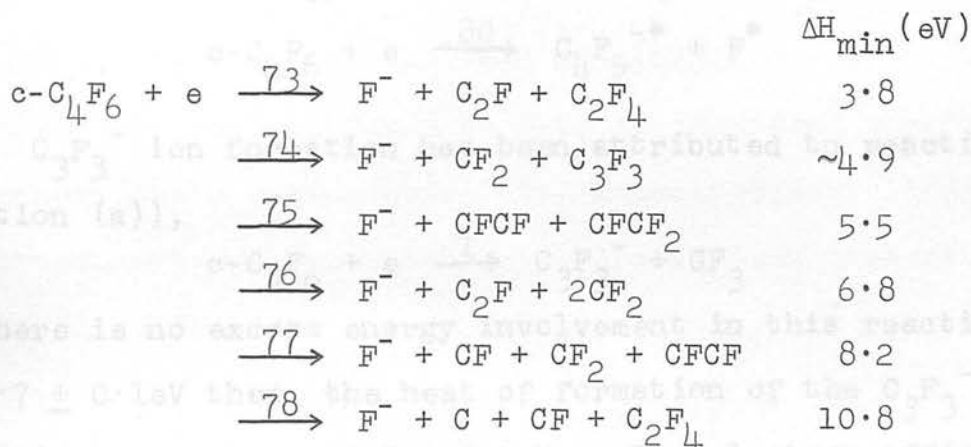 ΔH_min (eV)
c-C₄F₆ + e —73→ F⁻ + C₂F + C₂F₄ 3·8
—74→ F⁻ + CF₂ + C₃F₃ ~4·9
—75→ F⁻ + CFCF + CFCF₂ 5·5
—76→ F⁻ + C₂F + 2CF₂ 6·8
—77→ F⁻ + CF + CF₂ + CFCF 8·2
—78→ F⁻ + C + CF + C₂F₄ 10·8